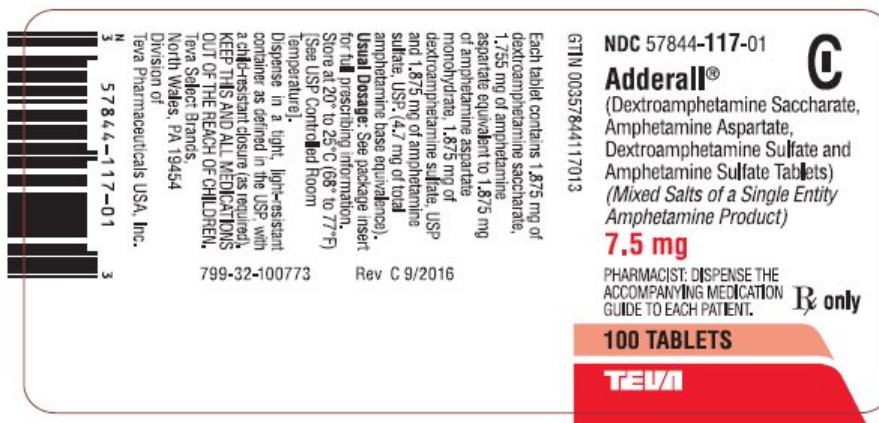 NDC 57844-117-01
CII
Adderall®
(Dextroamphetamine Saccharate,
Amphetamine Aspartate,
Dextroamphetamine Sulfate and
Amphetamine Sulfate Tablets)
(Mixed Salts of a Single Entity
Amphetamine Product)
7.5 mg
PHARMACIST: DISPENSE THE
ACCOMPANYING MEDICATION
GUIDE TO EACH PATIENT.
Rx only
100 TABLETS
TEVA
GTIN 00357844117013
Each tablet contains 1.875 mg of
dextroamphetamine saccharate,
1.755 mg of amphetamine
aspartate equivalent to 1.875 mg
of amphetamine aspartate
monohydrate, 1.875 mg of
dextroamphetamine sulfate, USP
and 1.875 mg of amphetamine
sulfate, USP (4.7 mg of total
amphetamine base equivalence).
Usual Dosage: See package insert
for full prescribing information.
Store at 20° to 25°C (68° to 77°F)
[See USP Controlled Room
Temperature].
Dispense in a tight, light-resistant
container as defined in the USP, with
a child-resistant closure (as required).
KEEP THIS AND ALL MEDICATIONS
OUT OF THE REACH OF CHILDREN.
Teva Select Brands,
North Wales, PA 19454
Division of
Teva Pharmaceuticals USA, Inc.
Rev C 9/2016
799-32-100773
N
3 57844-117-01 3